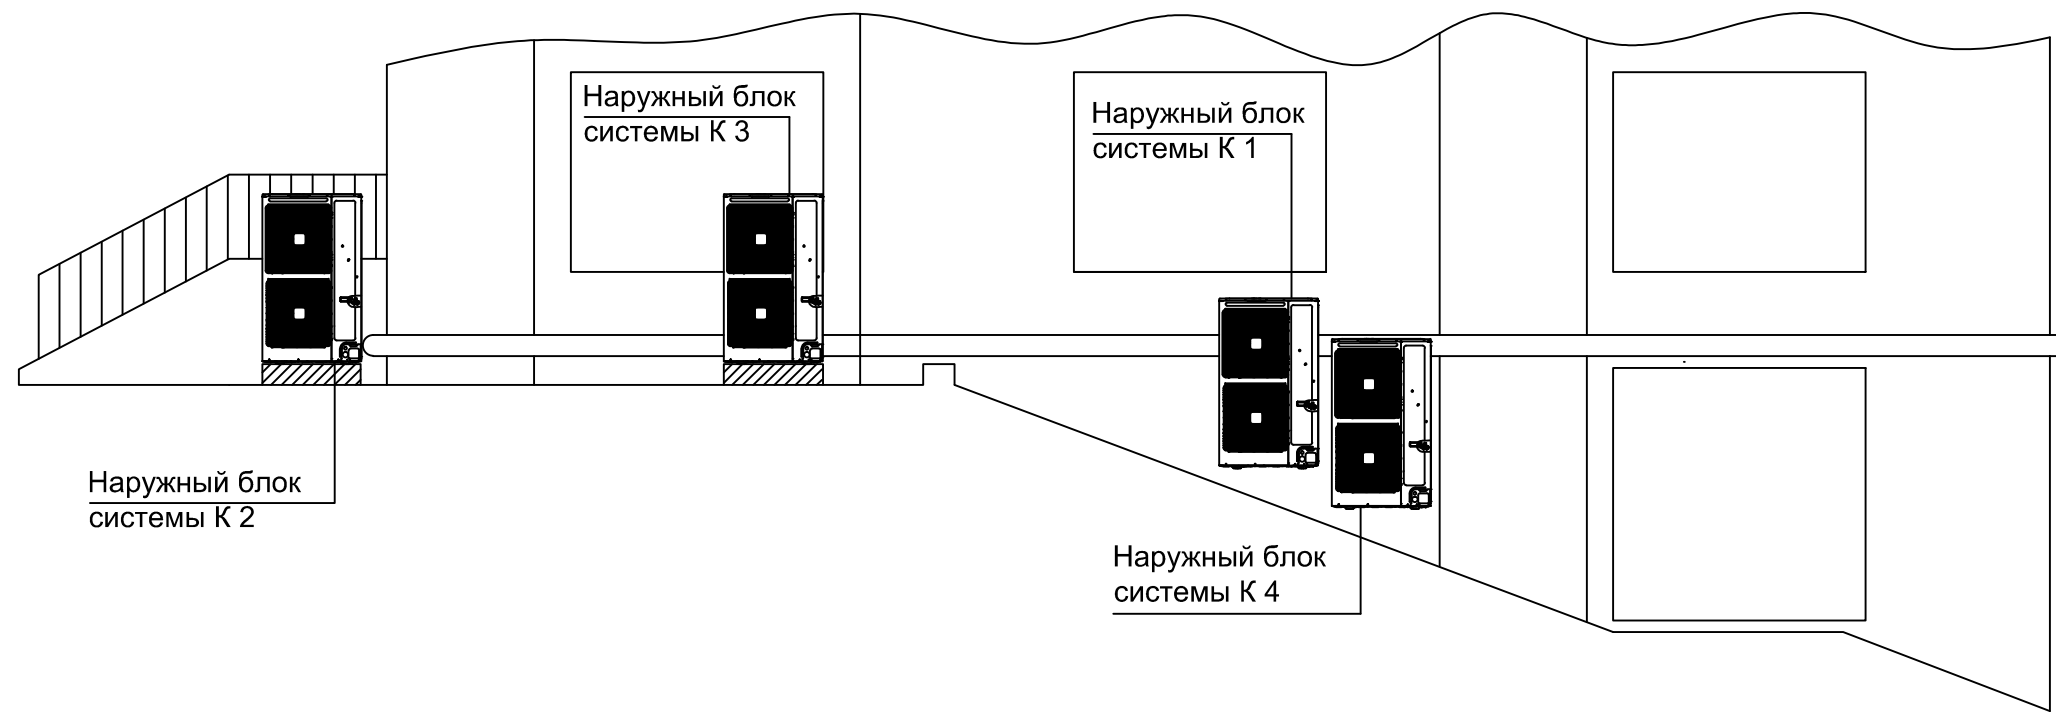 Наружный блок
системы К 3
Наружный блок
системы К 1
Наружный блок
системы К 2
Наружный блок
системы К 4